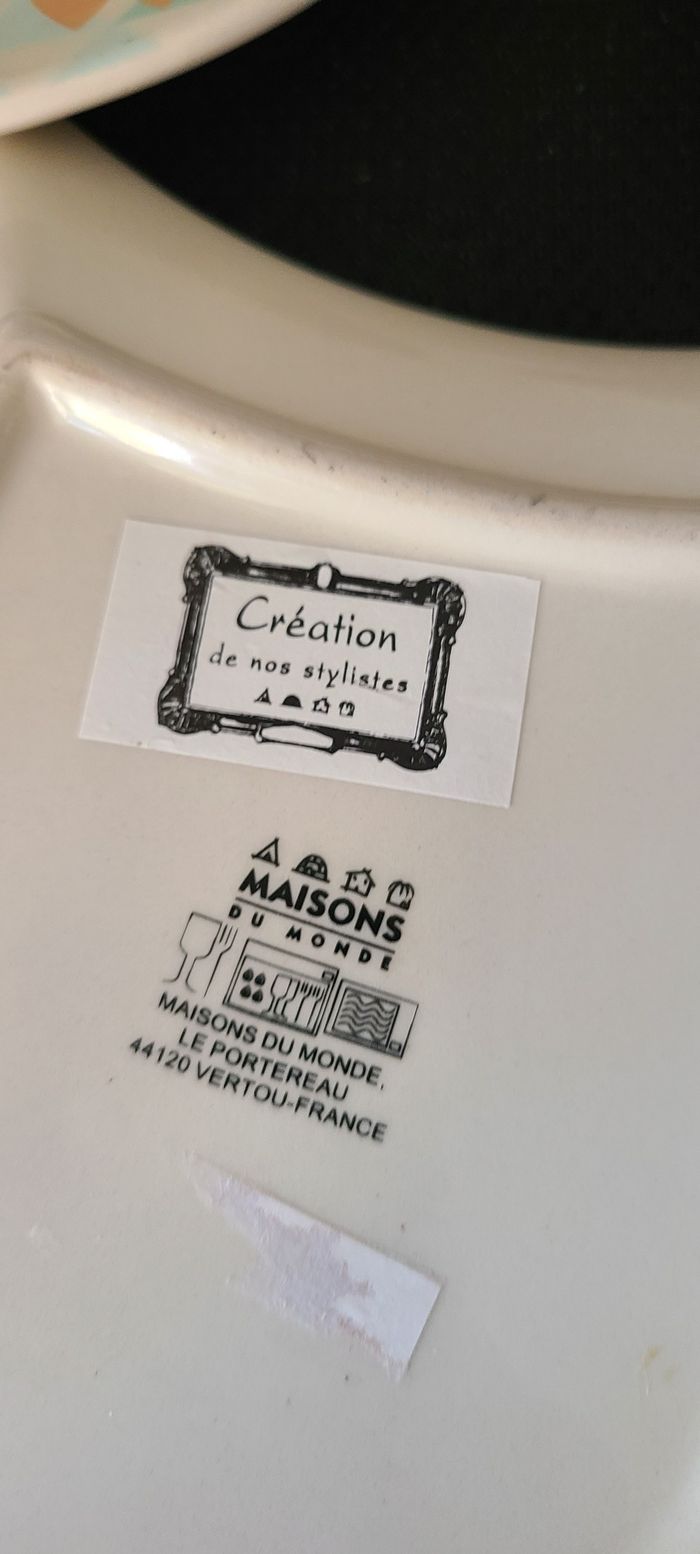 Création
de nos stylistes
MAISONS
DU MONDE
MAISONS DU MONDE,
LE PORTEREAU
44120 VERTOU-FRANCE